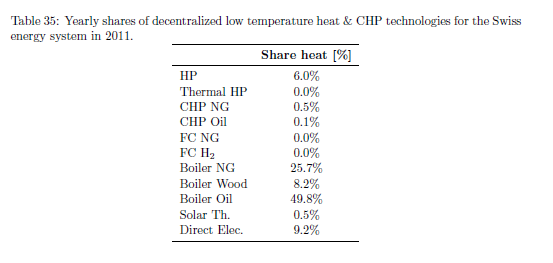 Table 35: Yearly shares of decentralized low temperature heat & CHP technologies for the Swiss
energy system in 2011.
Share heat [%]
HP 6.0%
Thermal HP 0.0%
CHP NG 0.5%
CHP Oil 0.1%
FC NG 0.0%
FC H₂ 0.0%
Boiler NG 25.7%
Boiler Wood 8.2%
Boiler Oil 49.8%
Solar Th. 0.5%
Direct Elec. 9.2%